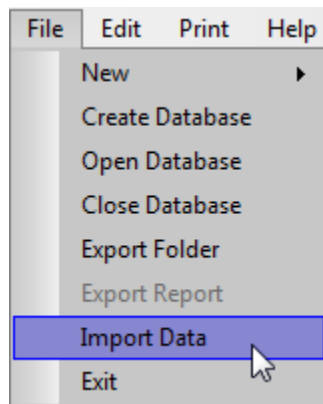 File Edit Print Help
New
Create Database
Open Database
Close Database
Export Folder
Export Report
Import Data
Exit